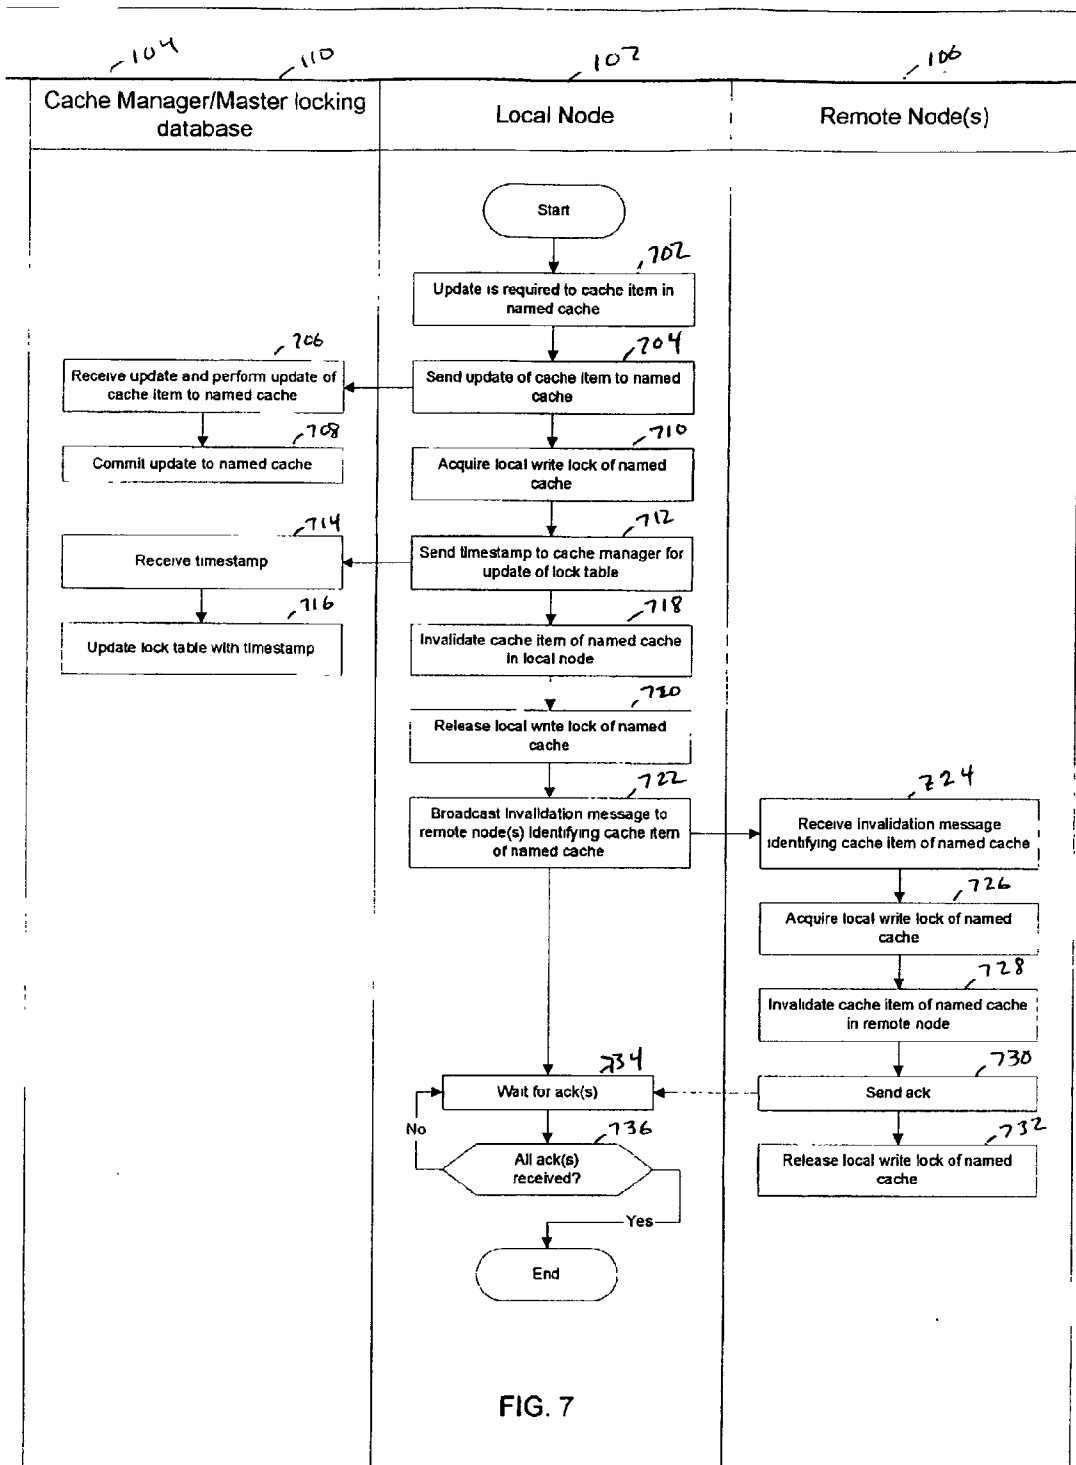 104
110
102
106
Cache Manager/Master locking
database
Local Node
Remote Node(s)
Start
702
Update is required to cache item in
named cache
706
704
Receive update and perform update of
cache item to named cache
Send update of cache item to named
cache
708
710
Commit update to named cache
Acquire local write lock of named
cache
714
712
Receive timestamp
Send timestamp to cache manager for
update of lock table
716
718
Update lock table with timestamp
Invalidate cache item of named cache
in local node
720
Release local write lock of named
cache
722
724
Broadcast invalidation message to
remote node(s) identifying cache item
of named cache
Receive invalidation message
identifying cache item of named cache
726
Acquire local write lock of named
cache
728
Invalidate cache item of named cache
in remote node
734
730
Wait for ack(s)
Send ack
No
736
732
All ack(s)
received?
Release local write lock of named
cache
Yes
End
FIG. 7